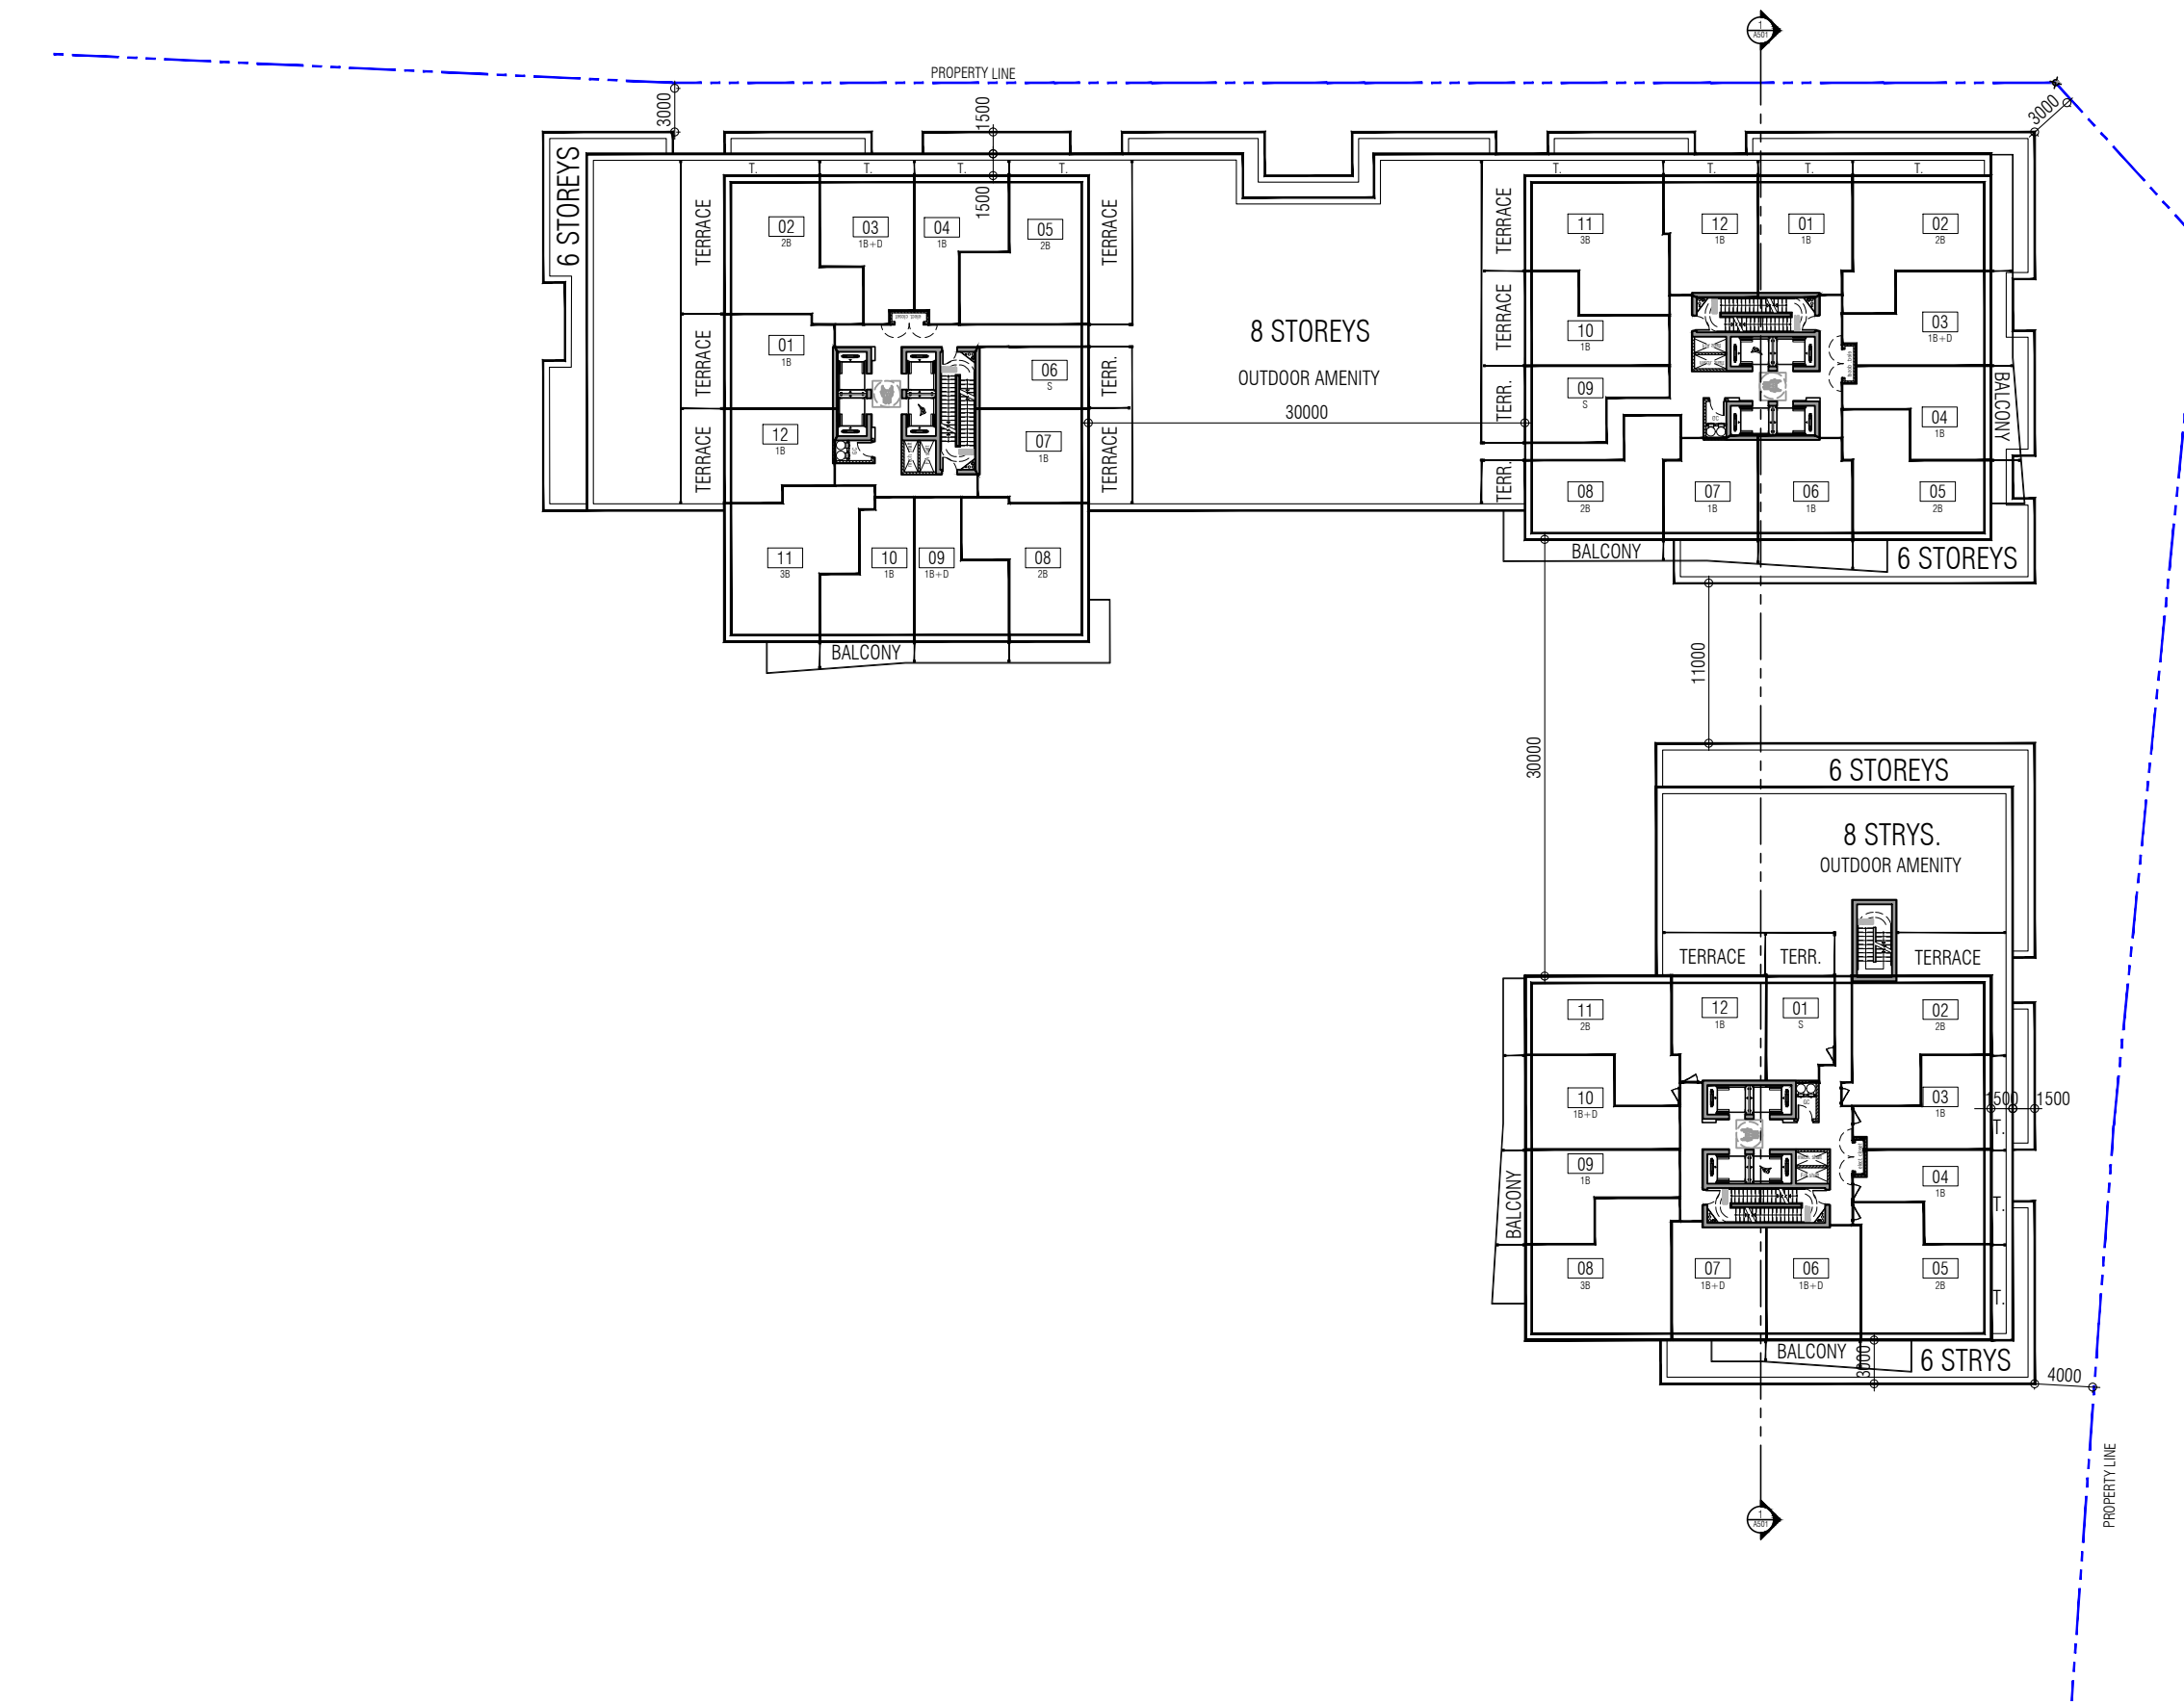 1
A501
PROPERTY LINE
3000
1500
3000
6 STOREYS
T.
T.
T.
T.
T.
T.
T.
T.
1500
TERRACE
02
2B
03
1B+D
04
1B
05
2B
TERRACE
TERRACE
11
3B
12
1B
01
1B
02
2B
TERRACE
01
1B
06
S
TERR.
8 STOREYS
OUTDOOR AMENITY
30000
TERRACE
10
1B
03
1B+D
TERR.
09
S
04
1B
BALCONY
TERRACE
12
1B
07
1B
TERRACE
TERR.
08
2B
07
1B
06
1B
05
2B
11
3B
10
1B
09
1B+D
08
2B
BALCONY
6 STOREYS
BALCONY
11000
30000
6 STOREYS
8 STRYS.
OUTDOOR AMENITY
TERRACE
TERR.
TERRACE
11
2B
12
1B
01
S
02
2B
10
1B+D
03
1B
1500
1500
T.
09
1B
04
1B
T.
BALCONY
08
3B
07
1B+D
06
1B+D
05
2B
T.
BALCONY
3000
6 STRYS
4000
PROPERTY LINE
1
A501